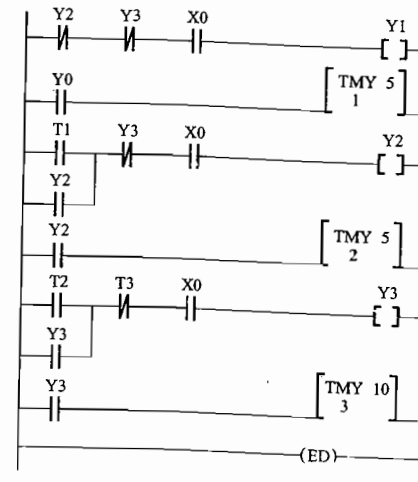 Y2 Y3 X0 Y1
Y0 TMY 5
1
T1 Y3 X0 Y2
Y2
Y2 TMY 5
2
T2 T3 X0 Y3
Y3
Y3 TMY 10
3
(ED)